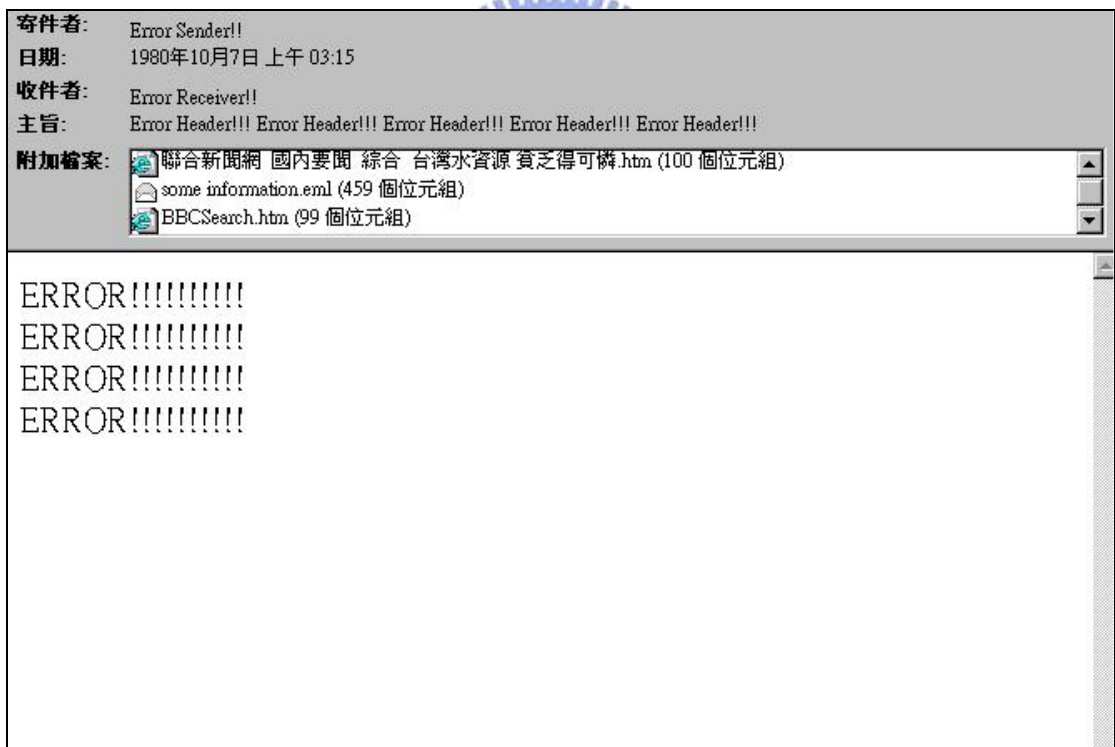 寄件者: Error Sender!!
日期: 1980年10月7日 上午 03:15
收件者: Error Receiver!!
主旨: Error Header!!! Error Header!!! Error Header!!! Error Header!!! Error Header!!!
附加檔案: 聯合新聞網 國內要聞 綜合 台灣水資源 貧乏得可憐.htm (100 個位元組)
some information.eml (459 個位元組)
BBCSearch.htm (99 個位元組)
ERROR!!!!!!!!!!
ERROR!!!!!!!!!!
ERROR!!!!!!!!!!
ERROR!!!!!!!!!!